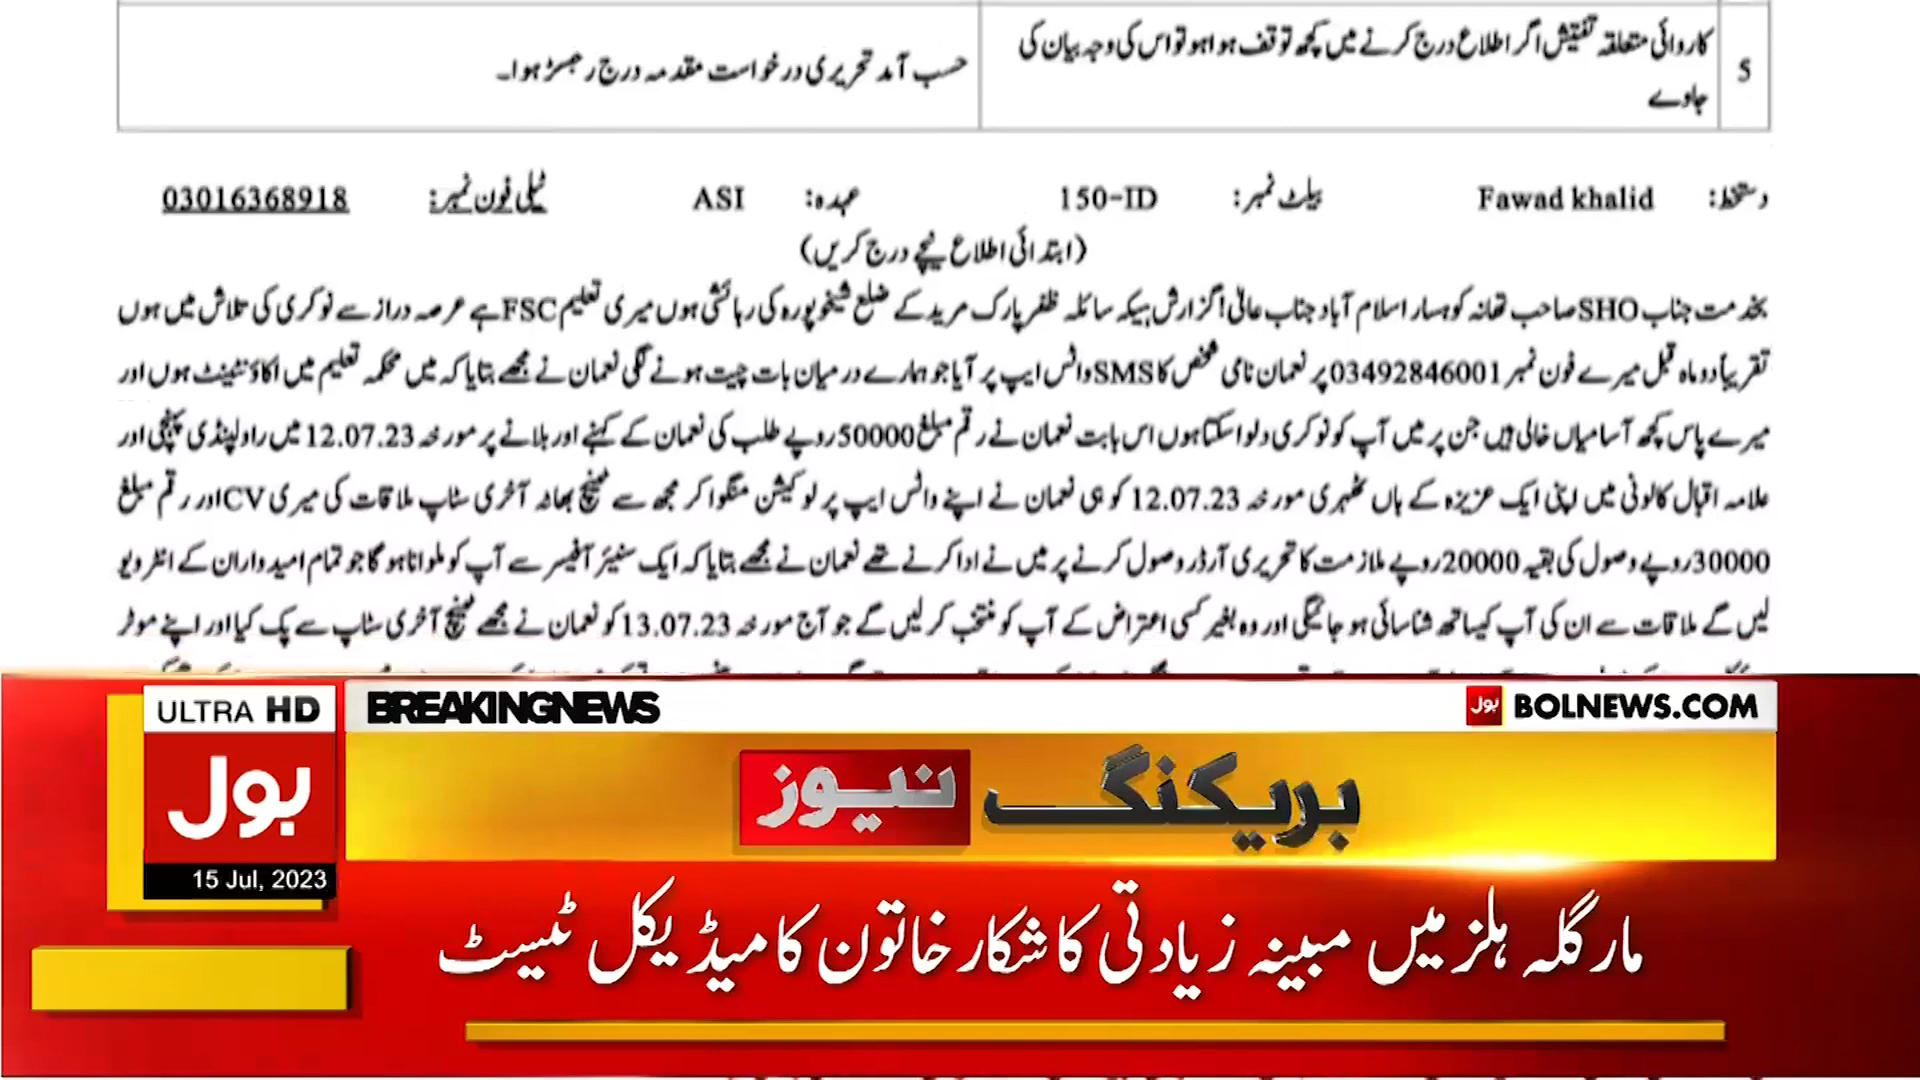 5 کاروائی متعلقہ تفتیش اگر اطلاع درج کرنے میں کچھ توقف ہوا ہو تو اس کی وجہ بیان کی جاوے
حسب آمد تحریری درخواست مقدمہ درج رجسڑ ہوا۔
دستخط: Fawad khalid بیلٹ نمبر: 150-ID عہدہ: ASI ٹیلی فون نمبر: 03016368918
(ابتدائی اطلاع نیچے درج کریں)
بخدمت جناب SHO صاحب تھانہ کوہسار اسلام آباد جناب عالی! گزارش ہیکہ سائلہ ظفر پارک مریدکے ضلع شیخوپورہ کی رہائشی ہوں میری تعلیم FSC ہے عرصہ دراز سے نوکری کی تلاش میں ہوں
تقریباً دو ماہ قبل میرے فون نمبر 03492846001 پر نعمان نامی شخص کا SMS واٹس ایپ پر آیا جو ہمارے درمیان بات چیت ہونے لگی نعمان نے مجھے بتایا کہ میں محکمہ تعلیم میں اکاؤنٹینٹ ہوں اور
میرے پاس کچھ آسامیاں خالی ہیں جن پر میں آپ کو نوکری دلوا سکتا ہوں اس بابت نعمان نے رقم مبلغ 50000 روپے طلب کی نعمان کے کہنے اور بلانے پر مورخہ 12.07.23 میں راولپنڈی پہنچی اور
علامہ اقبال کالونی میں اپنی ایک عزیزہ کے ہاں ٹھہری مورخہ 12.07.23 کو ہی نعمان نے اپنے واٹس ایپ پر لوکیشن منگوا کر مجھ سے ٹینچ بھاٹہ آخری سٹاپ ملاقات کی میری CV اور رقم مبلغ
30000 روپے وصول کی بقیہ 20000 روپے ملازمت کا تحریری آرڈر وصول کرنے پر میں نے ادا کرنے تھے نعمان نے مجھے بتایا کہ ایک سنیئر آفیسر سے آپ کو ملوانا ہو گا جو تمام امیدواران کے انٹرویو
لیں گے ملاقات سے ان کی آپ کیساتھ شناسائی ہو جائیگی اور وہ بغیر کسی اعتراض کے آپ کو منتخب کر لیں گے جو آج مورخہ 13.07.23 کو نعمان نے مجھے ٹینچ آخری سٹاپ سے پک کیا اور اپنے موٹر
ULTRA HD
BREAKINGNEWS
بول BOLNEWS.COM
بول
بریکنگ نیوز
15 Jul, 2023
مارگلہ ہلز میں مبینہ زیادتی کا شکار خاتون کا میڈیکل ٹیسٹ